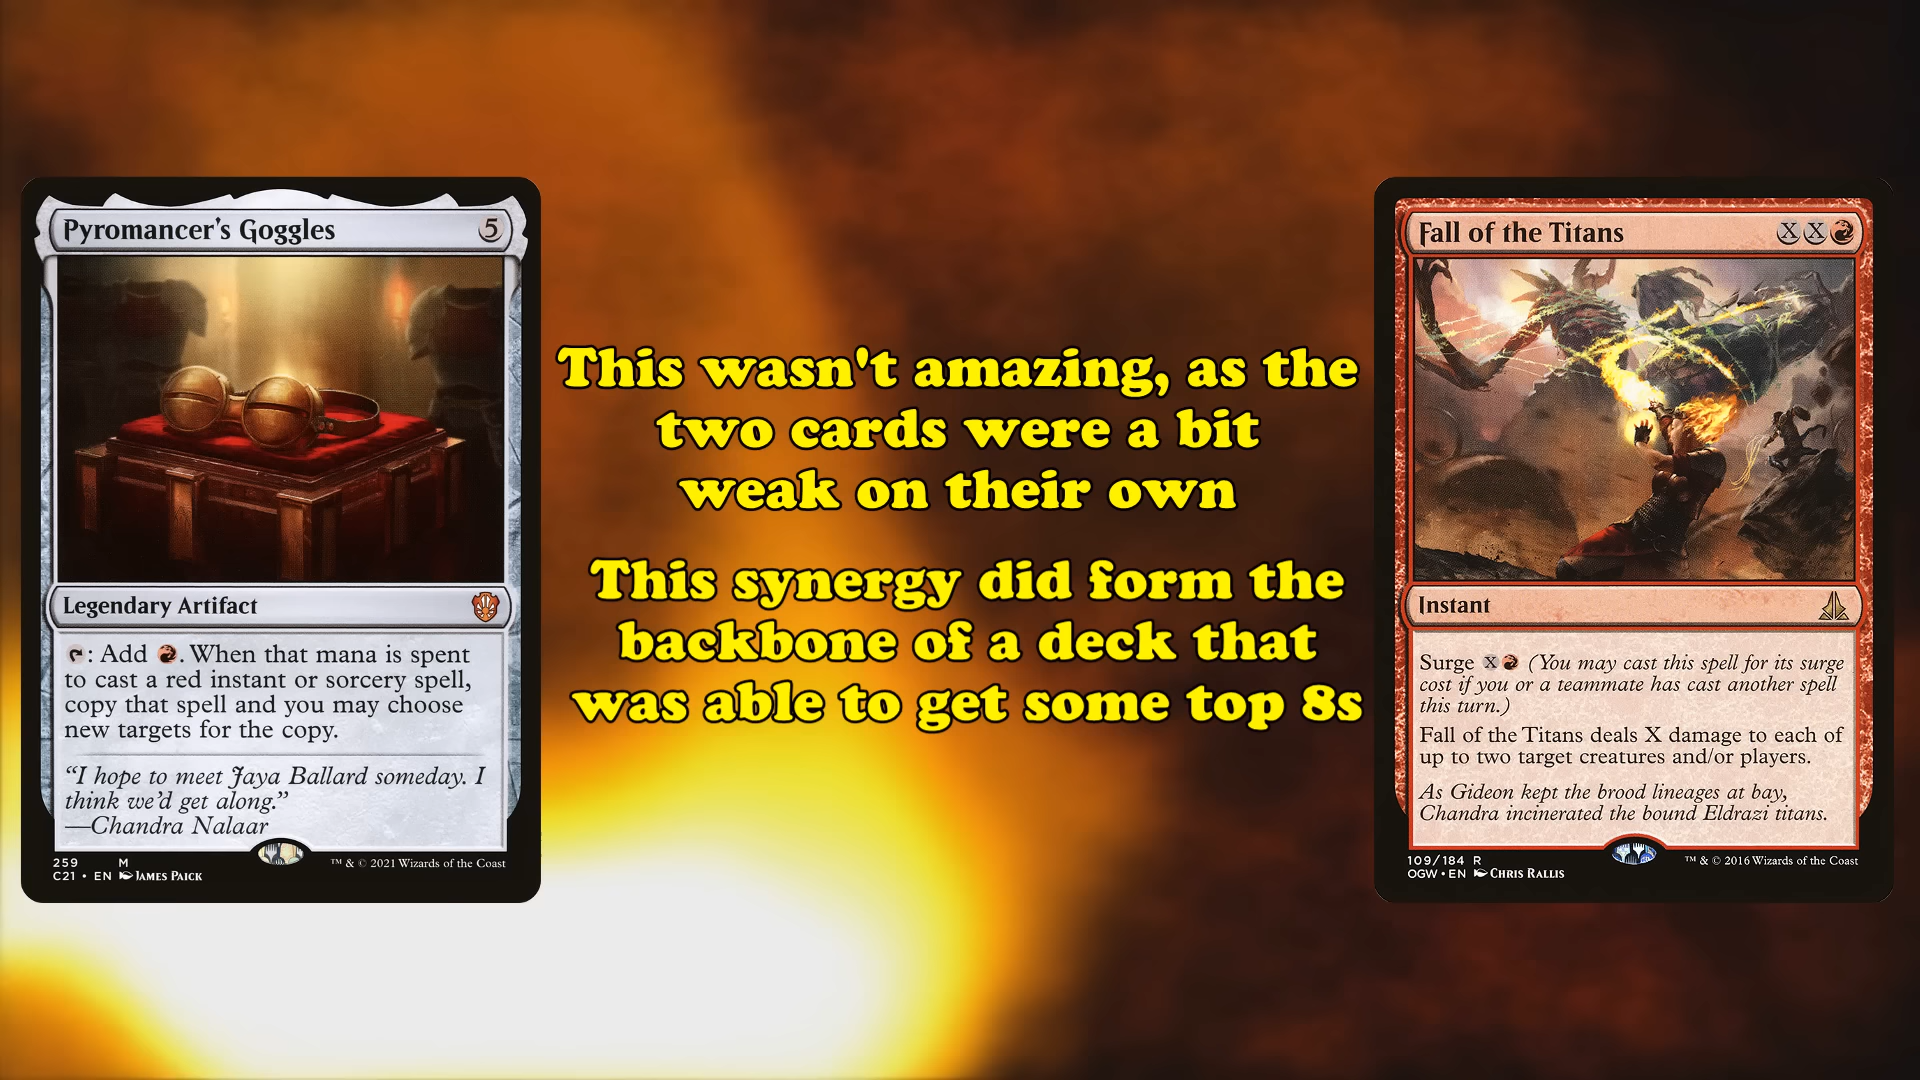 Pyromancer's Goggles 5
Legendary Artifact
: Add . When that mana is spent
to cast a red instant or sorcery spell,
copy that spell and you may choose
new targets for the copy.
“I hope to meet Jaya Ballard someday. I
think we’d get along.”
—Chandra Nalaar
259 M
C21 • EN James Paick
™ & © 2021 Wizards of the Coast
This wasn't amazing, as the
two cards were a bit
weak on their own
This synergy did form the
backbone of a deck that
was able to get some top 8s
Fall of the Titans X X
Instant
Surge X (You may cast this spell for its surge
cost if you or a teammate has cast another spell
this turn.)
Fall of the Titans deals X damage to each of
up to two target creatures and/or players.
As Gideon kept the brood lineages at bay,
Chandra incinerated the bound Eldrazi titans.
109/184 R
OGW • EN Chris Rallis
™ & © 2016 Wizards of the Coast